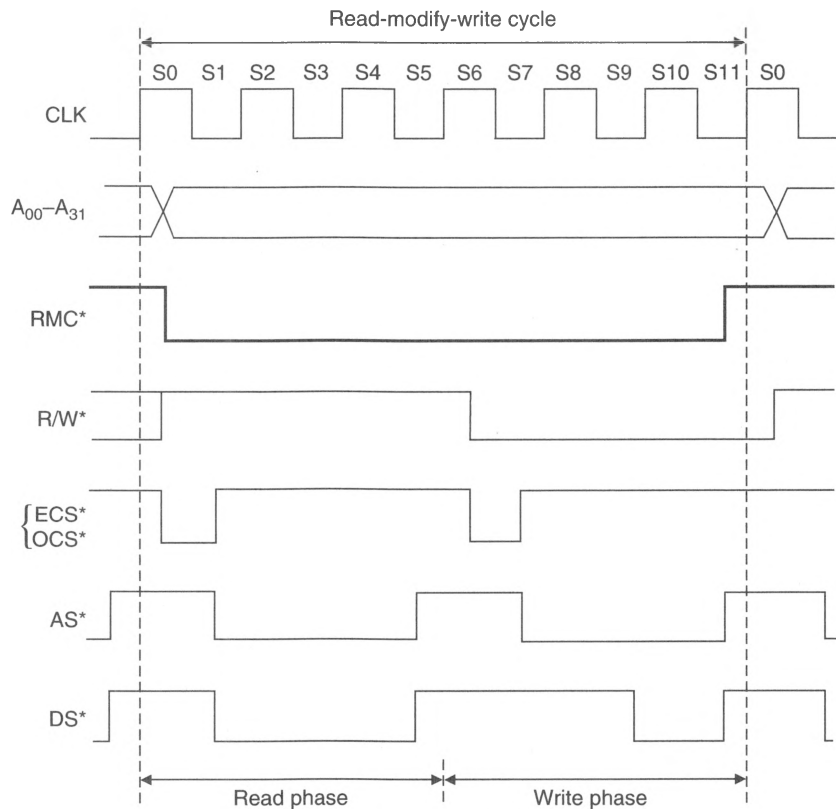 Read-modify-write cycle
S0 S1 S2 S3 S4 S5 S6 S7 S8 S9 S10 S11 S0
CLK
A00–A31
RMC*
R/W*
ECS*
OCS*
AS*
DS*
Read phase Write phase